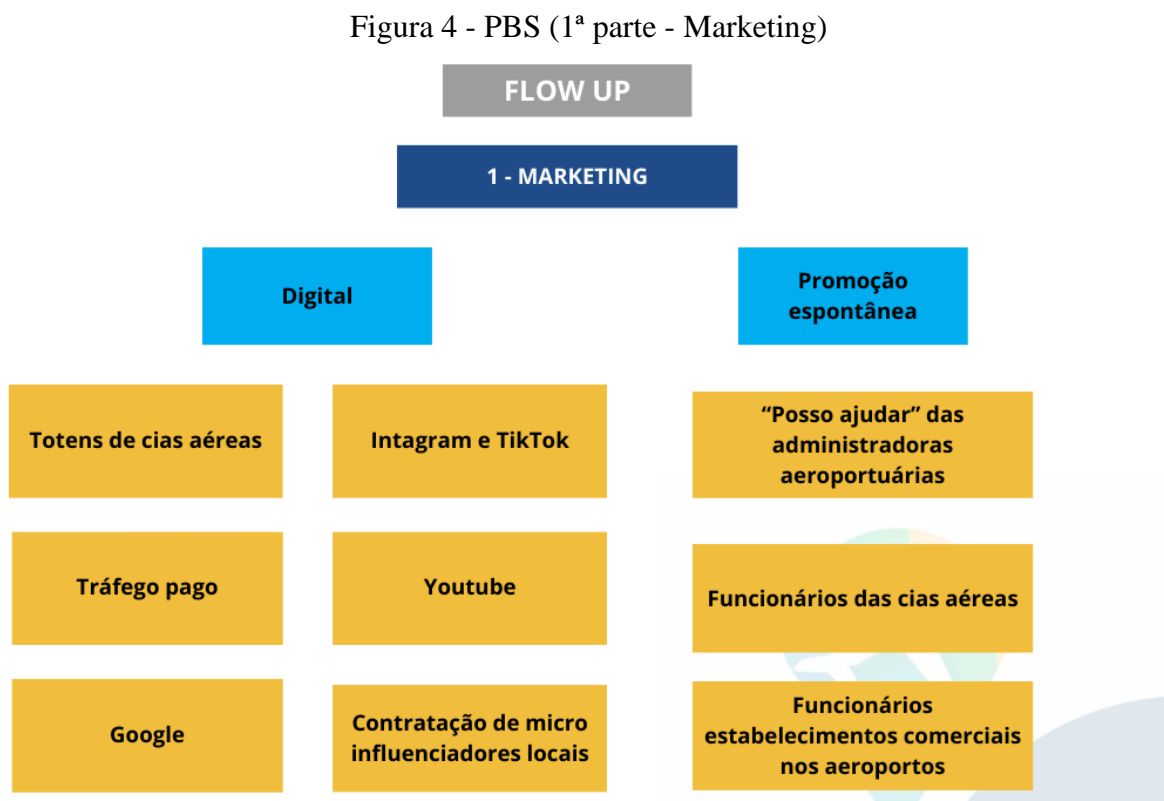 Figura 4 - PBS (1ª parte - Marketing)
FLOW UP
1 - MARKETING
Digital
Promoção
espontânea
Totens de cias aéreas
Intagram e TikTok
“Posso ajudar” das
administradoras
aeroportuárias
Tráfego pago
Youtube
Funcionários das cias aéreas
Google
Contratação de micro
influenciadores locais
Funcionários
estabelecimentos comerciais
nos aeroportos